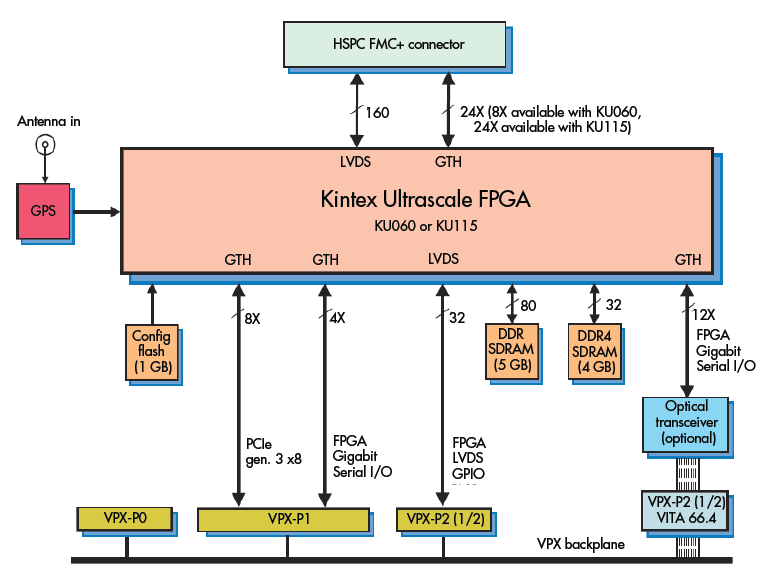 HSPC FMC+ connector
160
24X (8X available with KU060,
24X available with KU115)
Antenna in
LVDS
GTH
Kintex Ultrascale FPGA
KU060 or KU115
GPS
GTH
GTH
LVDS
GTH
8X
4X
32
80
32
12X
Config
flash
(1 GB)
DDR
SDRAM
(5 GB)
DDR4
SDRAM
(4 GB)
FPGA
Gigabit
Serial I/O
Optical
transceiver
(optional)
PCIe
gen. 3 x8
FPGA
Gigabit
Serial I/O
FPGA
LVDS
GPIO
VPX-P0
VPX-P1
VPX-P2 (1/2)
VPX-P2 (1/2)
VITA 66.4
VPX backplane